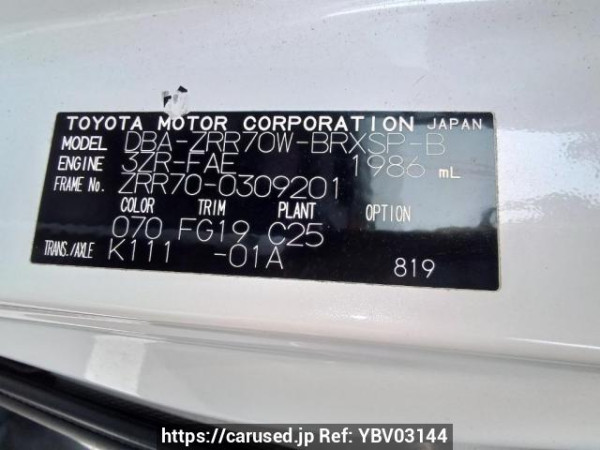 TOYOTA MOTOR CORPORATION JAPAN
MODEL DBA-ZRR70W-BRXSP-B
ENGINE 3ZR-FAE 1986 mL
FRAME No. ZRR70-0309201
COLOR TRIM PLANT OPTION
070 FG19 C25
TRANS./AXLE K111 -01A
819
https://carused.jp Ref: YBV03144